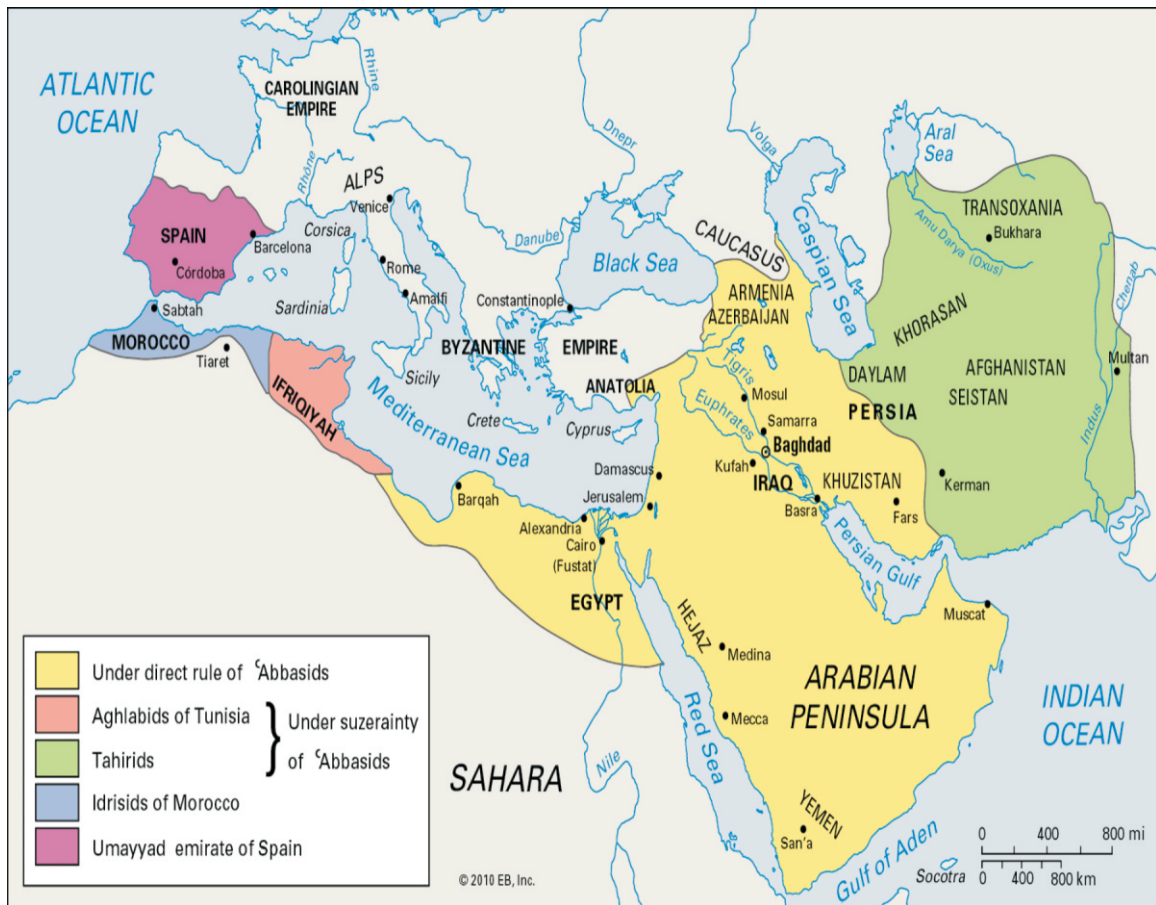 ATLANTIC
OCEAN
CAROLINGIAN
EMPIRE
Rhine
Rhône
ALPS
Venice
Dnepr
Volga
Aral
Sea
TRANSOXANIA
Bukhara
Amu Darya (Oxus)
Chenab
SPAIN
Córdoba
Barcelona
Corsica
Rome
Amalfi
Sardinia
Danube
Black Sea
CAUCASUS
Caspian Sea
Constantinople
ARMENIA
AZERBAIJAN
KHORASAN
Sabtah
MOROCCO
Tiaret
IFRIQIYAH
Sicily
BYZANTINE
EMPIRE
ANATOLIA
Crete
Cyprus
Mediterranean Sea
Tigris
Mosul
Euphrates
Samarra
Baghdad
Kufah
IRAQ
DAYLAM
PERSIA
AFGHANISTAN
SEISTAN
Multan
Indus
Damascus
Jerusalem
Barqah
Alexandria
Cairo
(Fustat)
EGYPT
KHUZISTAN
Basra
Fars
Kerman
Persian Gulf
Muscat
HEJAZ
Medina
Mecca
Red Sea
ARABIAN
PENINSULA
INDIAN
OCEAN
SAHARA
Nile
YEMEN
San'a
Gulf of Aden
Socotra
0 400 800 mi
0 400 800 km
Under direct rule of ʿAbbasids
Aghlabids of Tunisia
Tahirids
Under suzerainty
of ʿAbbasids
Idrisids of Morocco
Umayyad emirate of Spain
© 2010 EB, Inc.